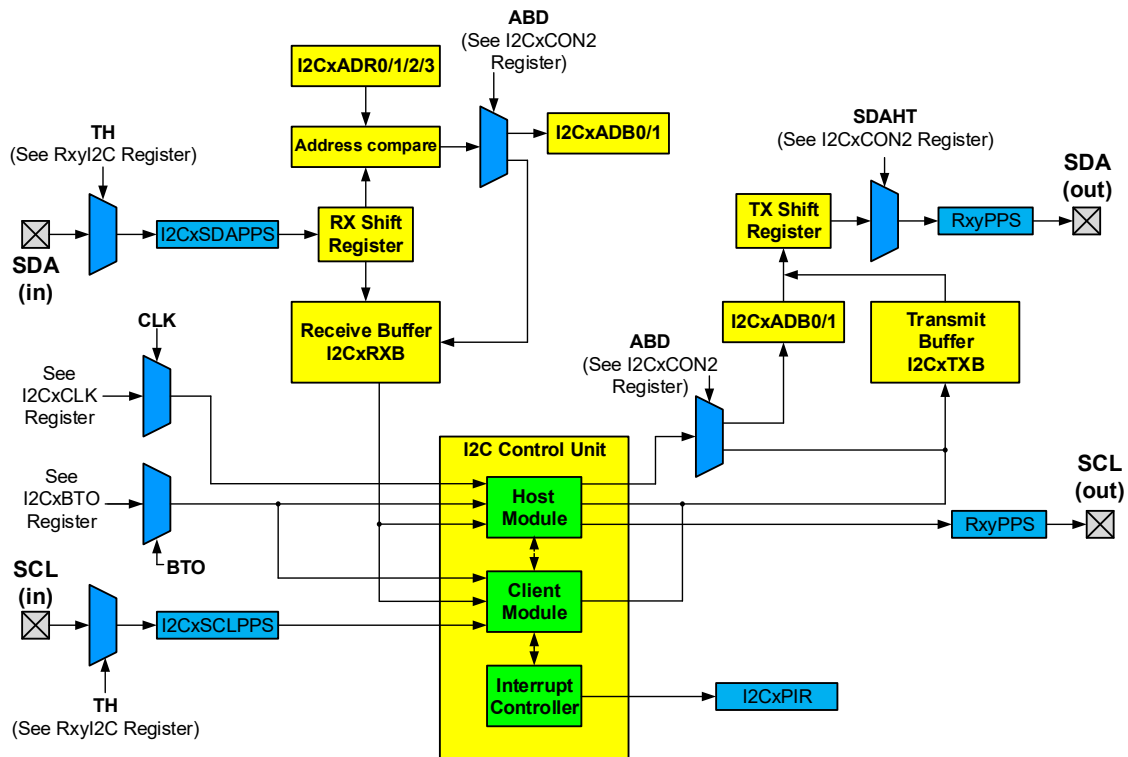 ABD
(See I2CxCON2
Register)
I2CxADR0/1/2/3
TH
(See RxyI2C Register)
Address compare
I2CxADB0/1
SDAHT
(See I2CxCON2 Register)
SDA
(out)
I2CxSDAPPS
RX Shift
Register
TX Shift
Register
RxyPPS
SDA
(in)
CLK
Receive Buffer
I2CxRXB
I2CxADB0/1
Transmit
Buffer
I2CxTXB
ABD
(See I2CxCON2
Register)
See
I2CxCLK
Register
I2C Control Unit
See
I2CxBTO
Register
Host
Module
SCL
(out)
RxyPPS
BTO
SCL
(in)
Client
Module
I2CxSCLPPS
Interrupt
Controller
I2CxPIR
TH
(See RxyI2C Register)